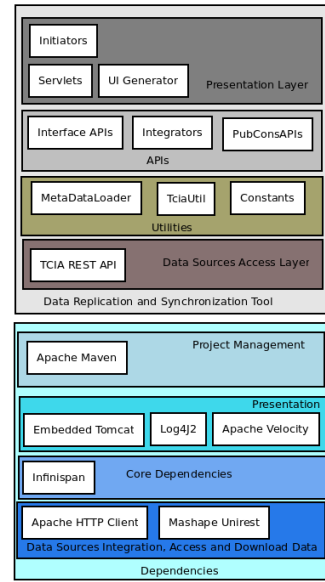 Initiators
Servlets UI Generator
Presentation Layer
Interface APIs Integrators PubConsAPIs
APIs
MetaDataLoader TciaUtil Constants
Utilities
TCIA REST API Data Sources Access Layer
Data Replication and Synchronization Tool
Project Management
Apache Maven
Presentation
Embedded Tomcat Log4J2 Apache Velocity
Infinispan Core Dependencies
Apache HTTP Client Mashape Unirest
Data Sources Integration, Access and Download Data
Dependencies